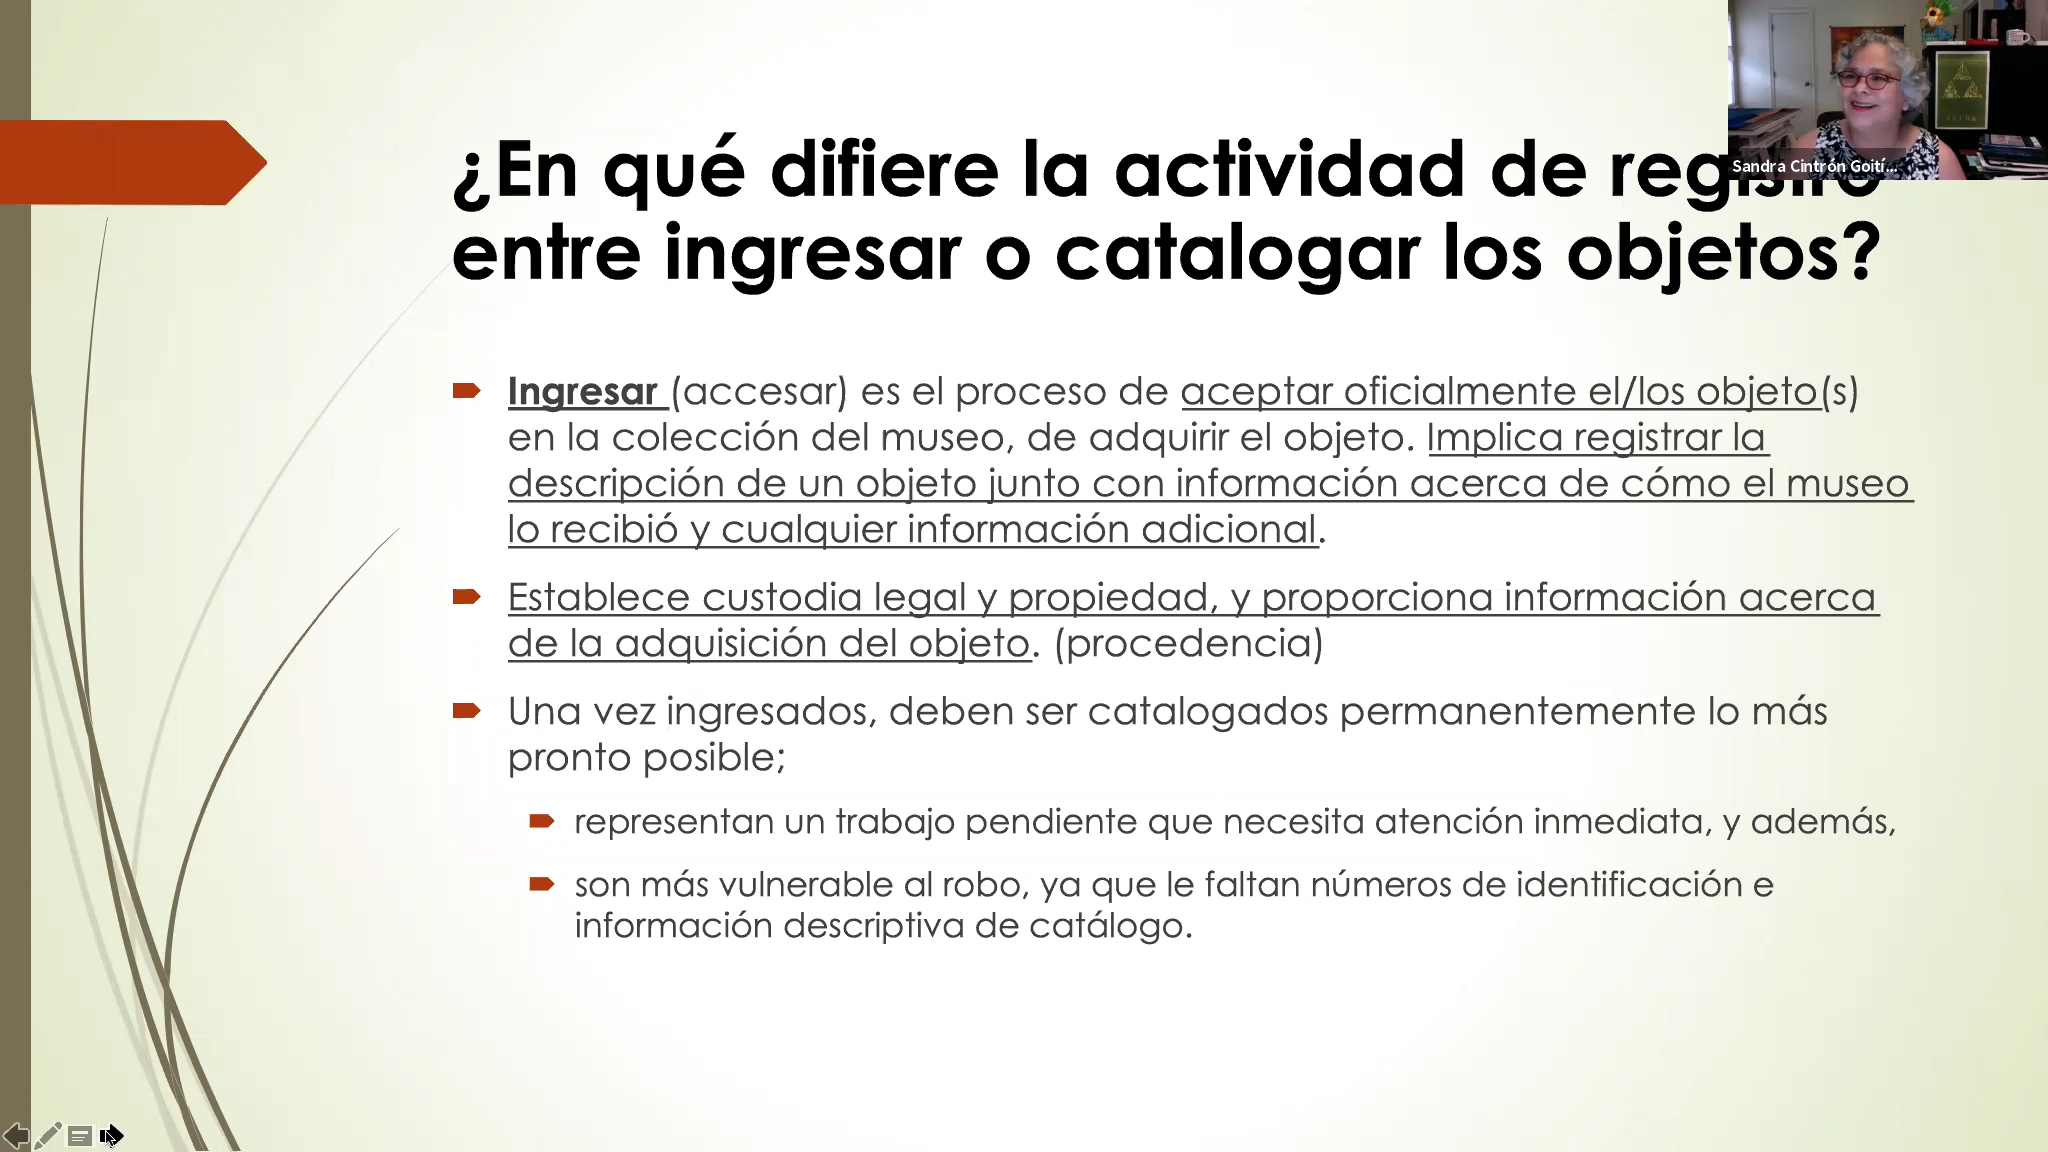 ¿En qué difiere la actividad de registro
entre ingresar o catalogar los objetos?
Sandra Cintrón Goití...
Ingresar (accesar) es el proceso de aceptar oficialmente el/los objeto(s)
en la colección del museo, de adquirir el objeto. Implica registrar la
descripción de un objeto junto con información acerca de cómo el museo
lo recibió y cualquier información adicional.
Establece custodia legal y propiedad, y proporciona información acerca
de la adquisición del objeto. (procedencia)
Una vez ingresados, deben ser catalogados permanentemente lo más
pronto posible;
representan un trabajo pendiente que necesita atención inmediata, y además,
son más vulnerable al robo, ya que le faltan números de identificación e
información descriptiva de catálogo.